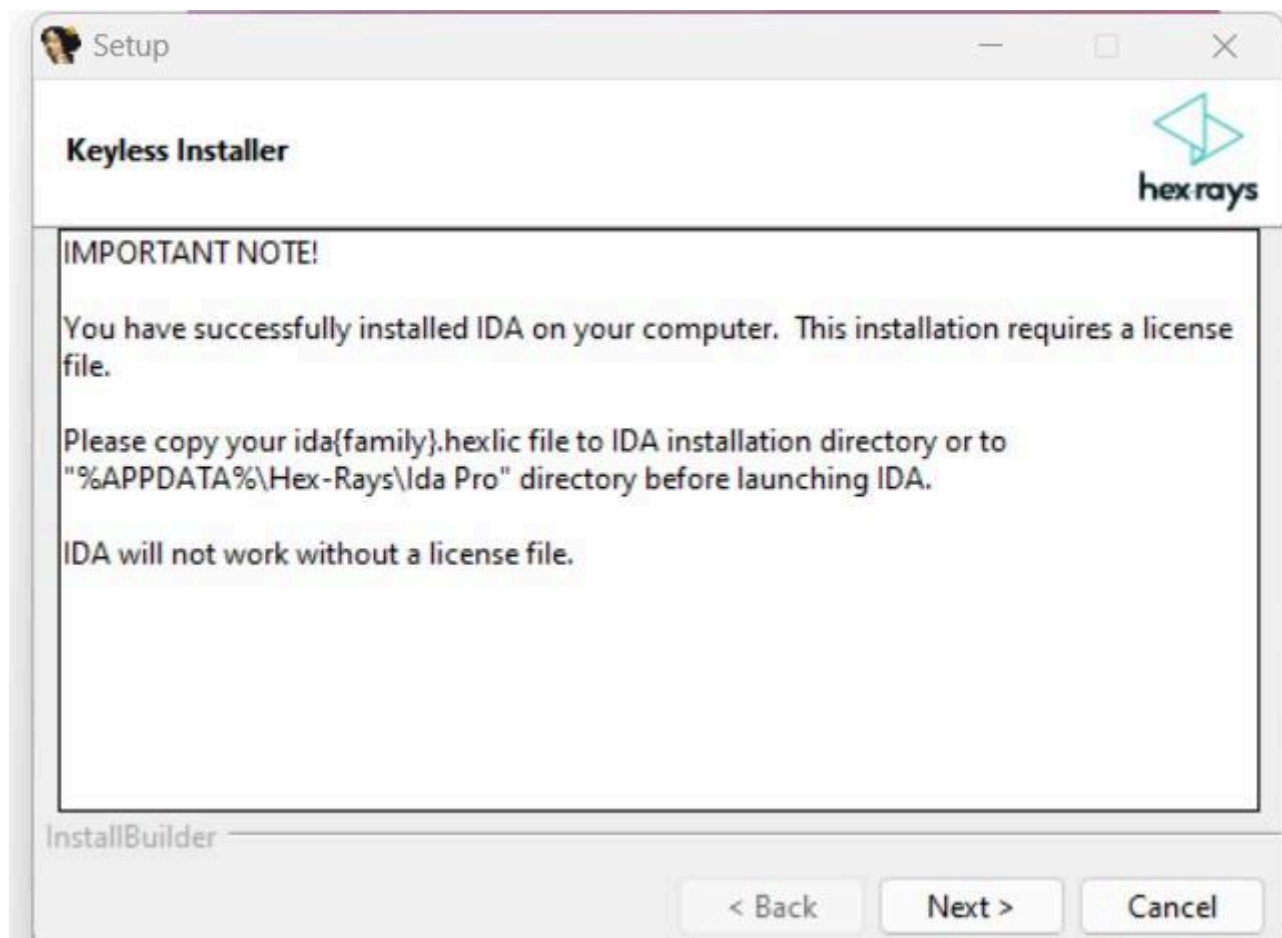 Setup
Keyless Installer
hex-rays
IMPORTANT NOTE!
You have successfully installed IDA on your computer.  This installation requires a license
file.
Please copy your ida{family}.hexlic file to IDA installation directory or to
"%APPDATA%\Hex-Rays\Ida Pro" directory before launching IDA.
IDA will not work without a license file.
InstallBuilder
< Back
Next >
Cancel